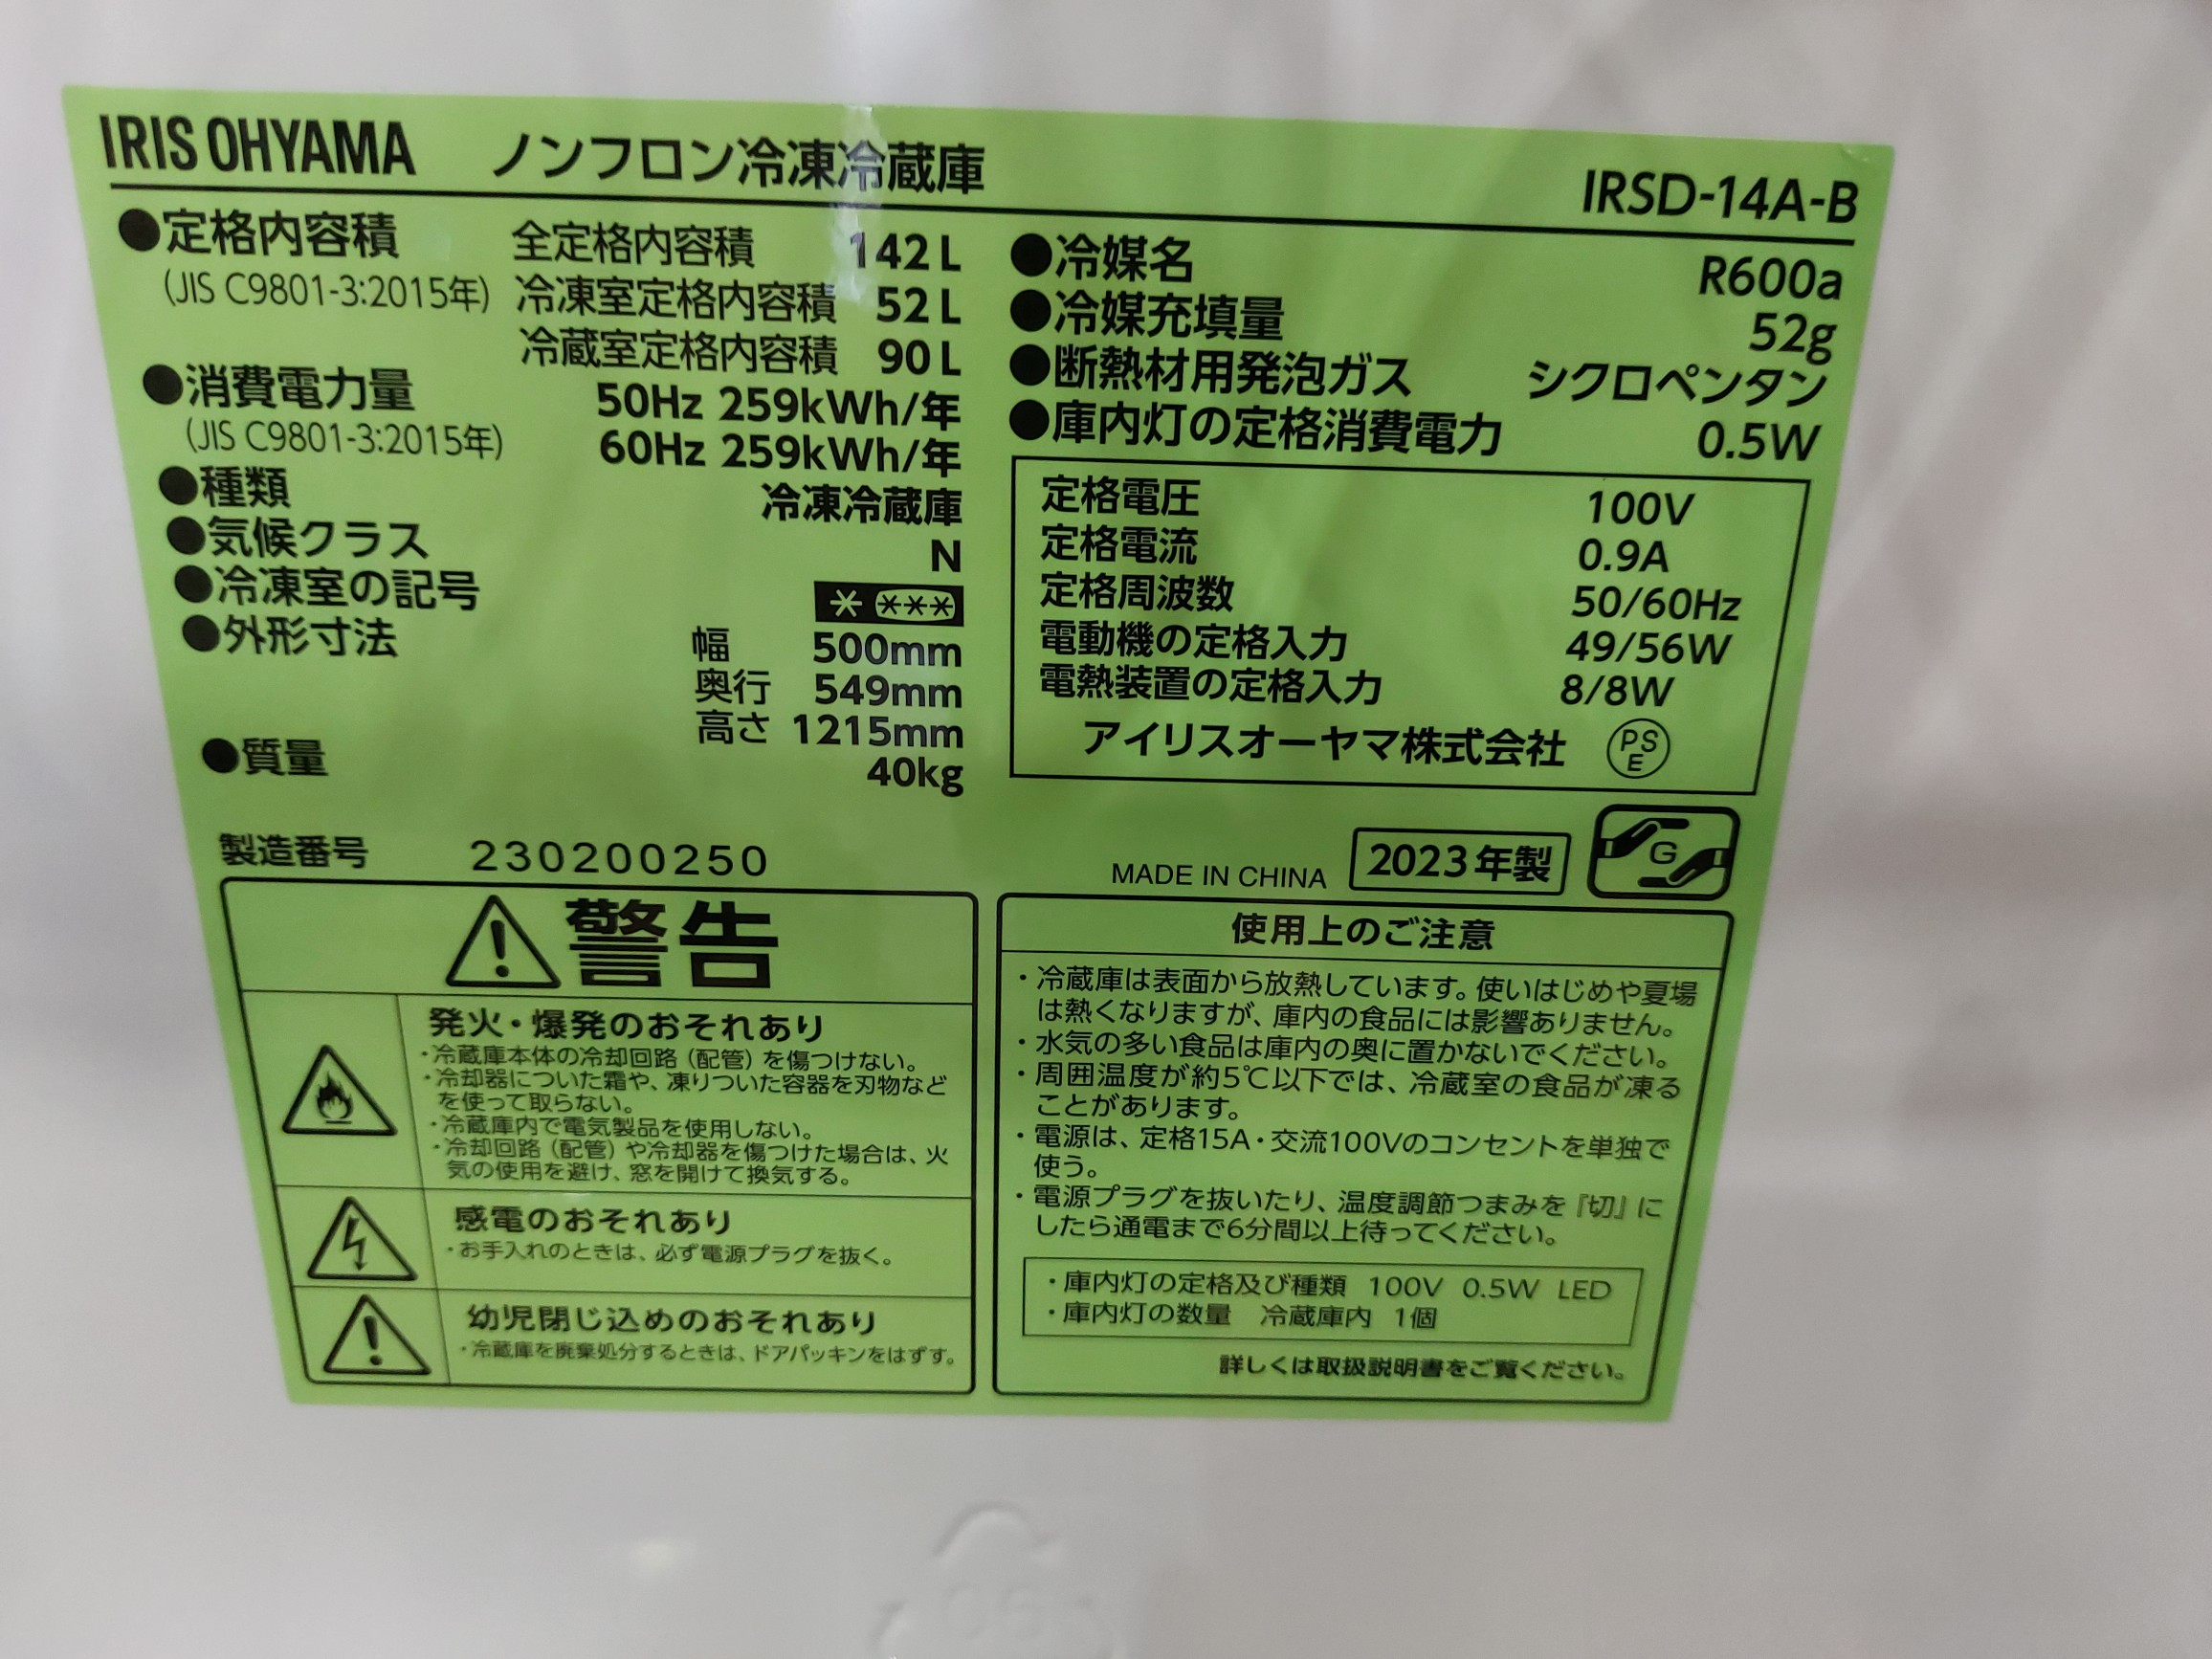 IRIS OHYAMA ノンフロン冷凍冷蔵庫 IRSD-14A-B
●定格内容積 全定格内容積 142L
(JIS C9801-3:2015年) 冷凍室定格内容積 52L
冷蔵室定格内容積 90L
●消費電力量 50Hz 259kWh/年
(JIS C9801-3:2015年) 60Hz 259kWh/年
●種類 冷凍冷蔵庫
●気候クラス N
●冷凍室の記号 * (***)
●外形寸法 幅 500mm
奥行 549mm
高さ 1215mm
●質量 40kg
●冷媒名 R600a
●冷媒充填量 52g
●断熱材用発泡ガス シクロペンタン
●庫内灯の定格消費電力 0.5W
定格電圧 100V
定格電流 0.9A
定格周波数 50/60Hz
電動機の定格入力 49/56W
電熱装置の定格入力 8/8W
アイリスオーヤマ株式会社 PSE
製造番号 230200250
MADE IN CHINA 2023年製 G
警告
発火・爆発のおそれあり
・冷蔵庫本体の冷却回路（配管）を傷つけない。
・冷却器についた霜や、凍りついた容器を刃物など
を使って取らない。
・冷蔵庫内で電気製品を使用しない。
・冷却回路（配管）や冷却器を傷つけた場合は、火
気の使用を避け、窓を開けて換気する。
感電のおそれあり
・お手入れのときは、必ず電源プラグを抜く。
幼児閉じ込めのおそれあり
・冷蔵庫を廃棄処分するときは、ドアパッキンをはずす。
使用上のご注意
・冷蔵庫は表面から放熱しています。使いはじめや夏場
は熱くなりますが、庫内の食品には影響ありません。
・水気の多い食品は庫内の奥に置かないでください。
・周囲温度が約5℃以下では、冷蔵室の食品が凍る
ことがあります。
・電源は、定格15A・交流100Vのコンセントを単独で
使う。
・電源プラグを抜いたり、温度調節つまみを『切』に
したら通電まで6分間以上待ってください。
・庫内灯の定格及び種類 100V 0.5W LED
・庫内灯の数量 冷蔵庫内 1個
詳しくは取扱説明書をご覧ください。